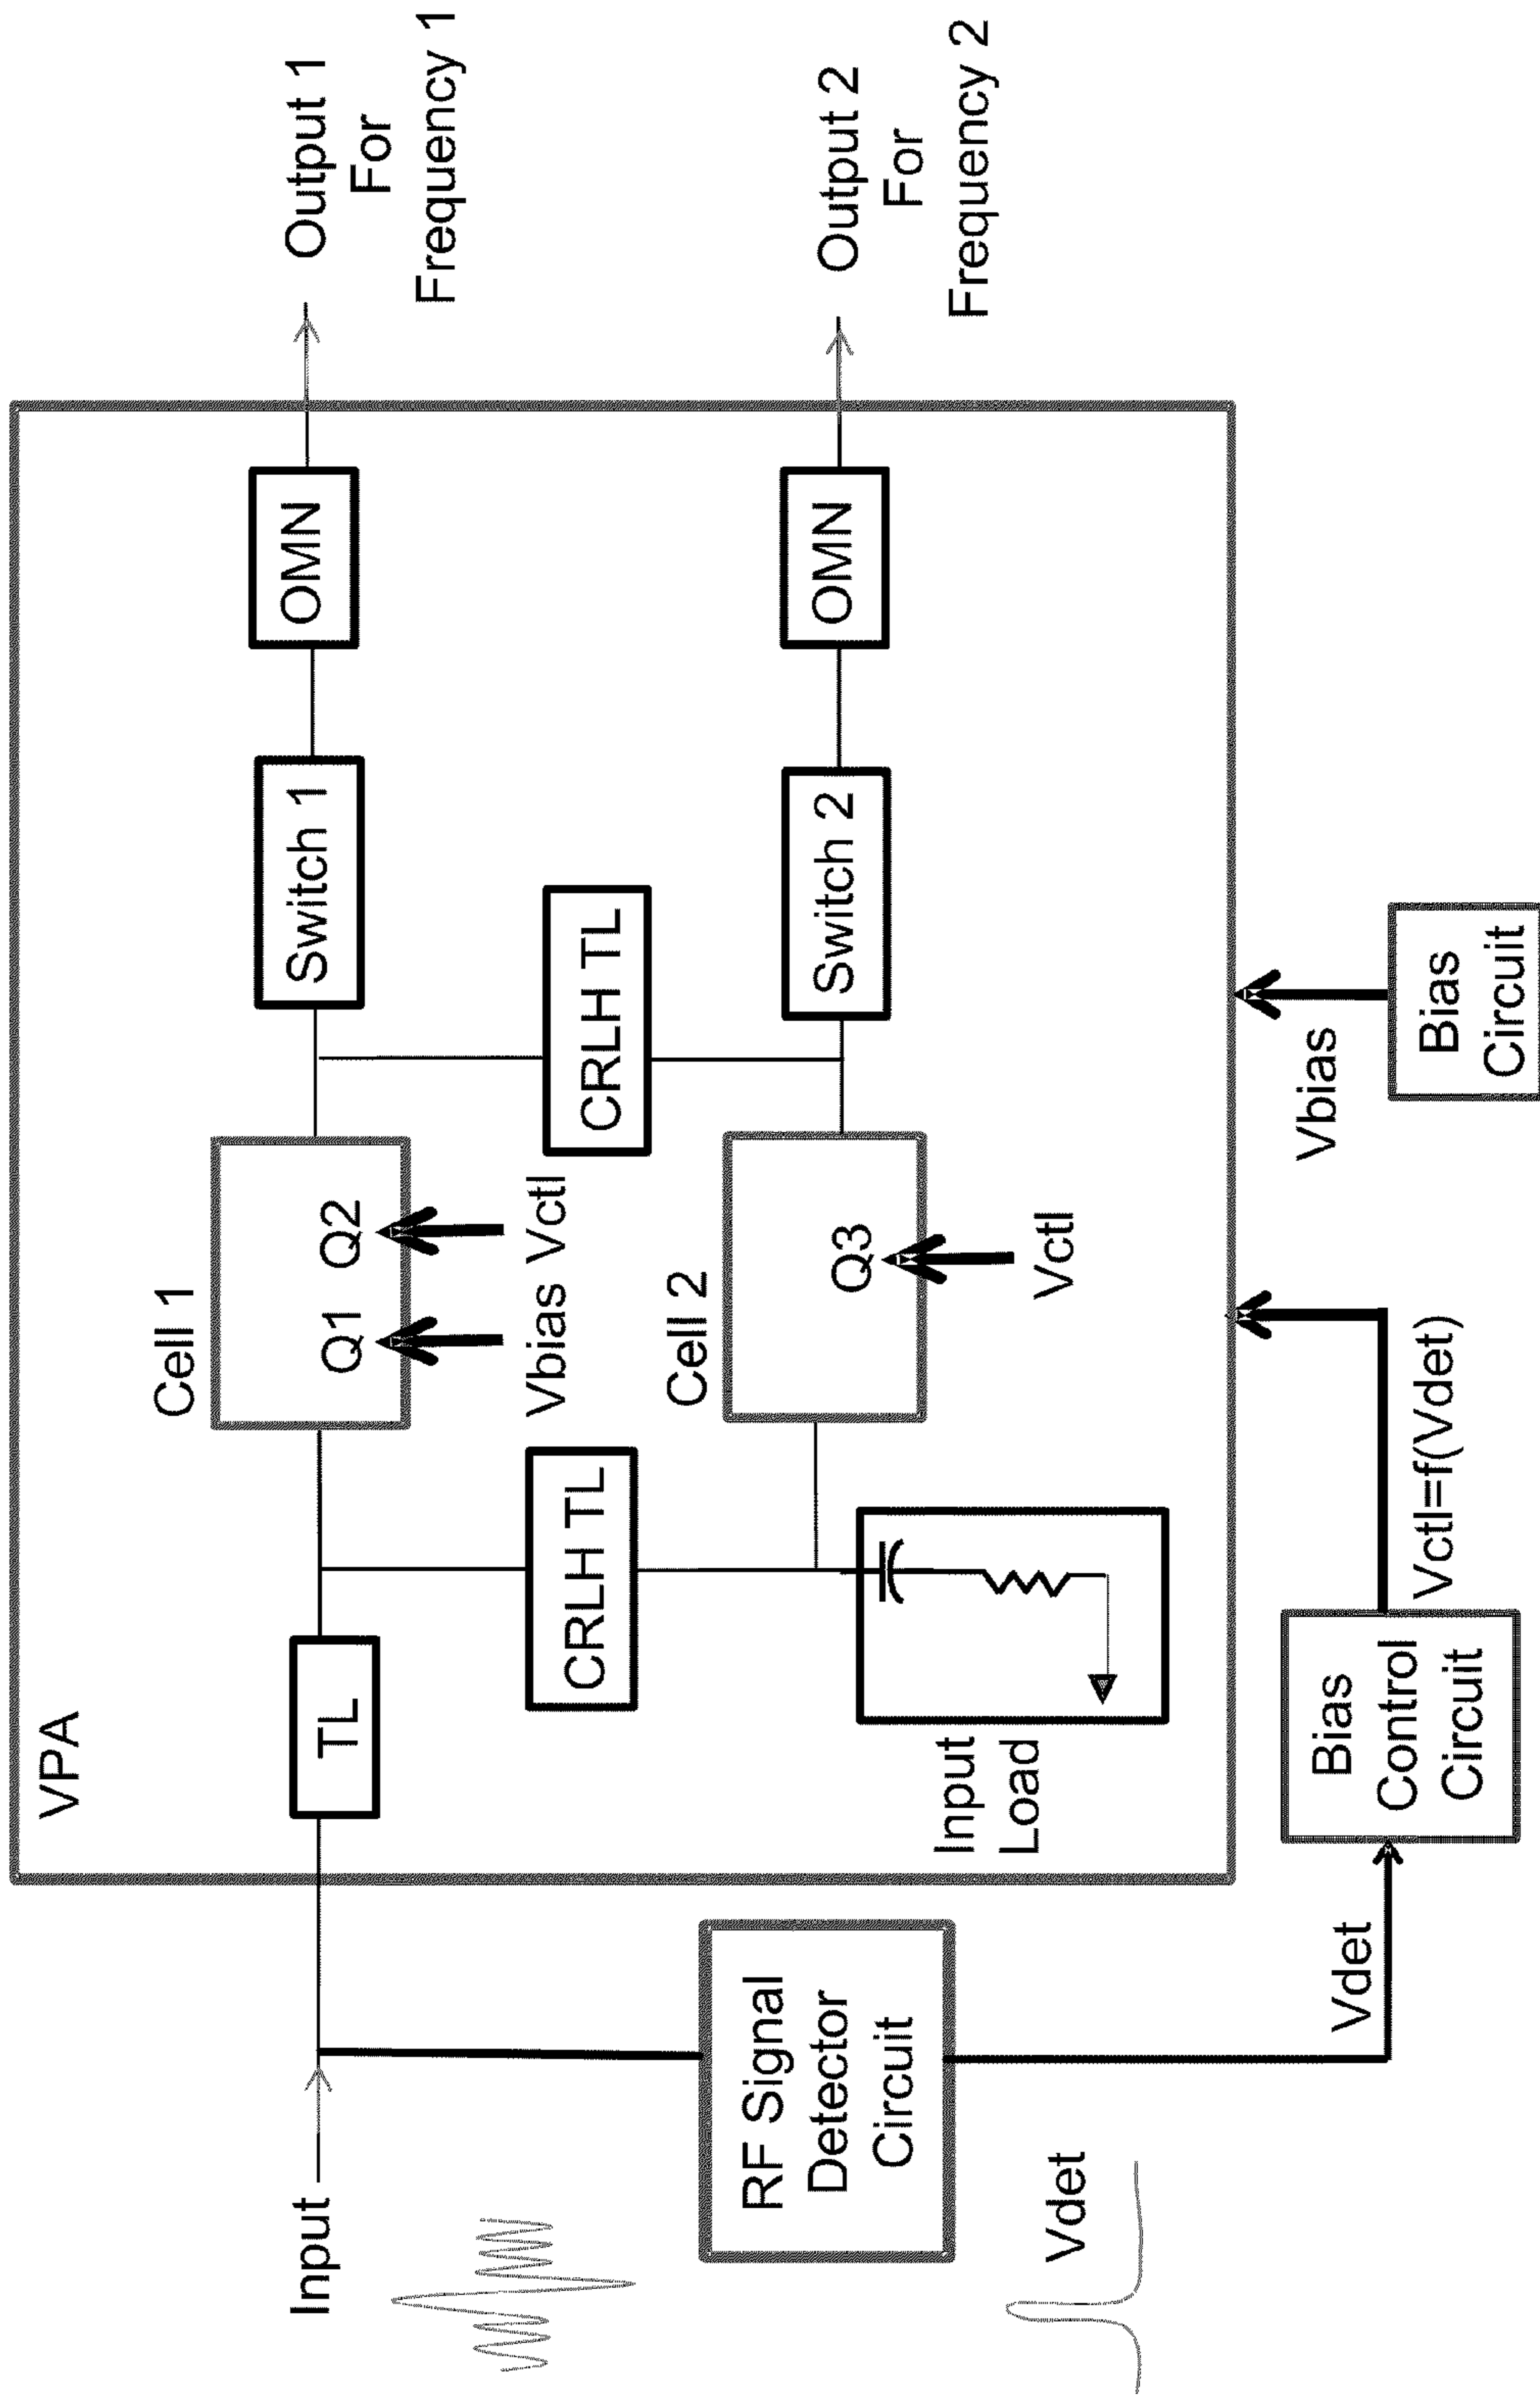 VPA
Input
TL
Cell 1
Q1 Q2
Vbias Vctl
Switch 1
OMN
Output 1
For
Frequency 1
CRLH TL
CRLH TL
Cell 2
Q3
Vctl
Switch 2
OMN
Output 2
For
Frequency 2
Input
Load
RF Signal
Detector
Circuit
Vdet
Vdet
Bias
Control
Circuit
Vctl=f(Vdet)
Vbias
Bias
Circuit